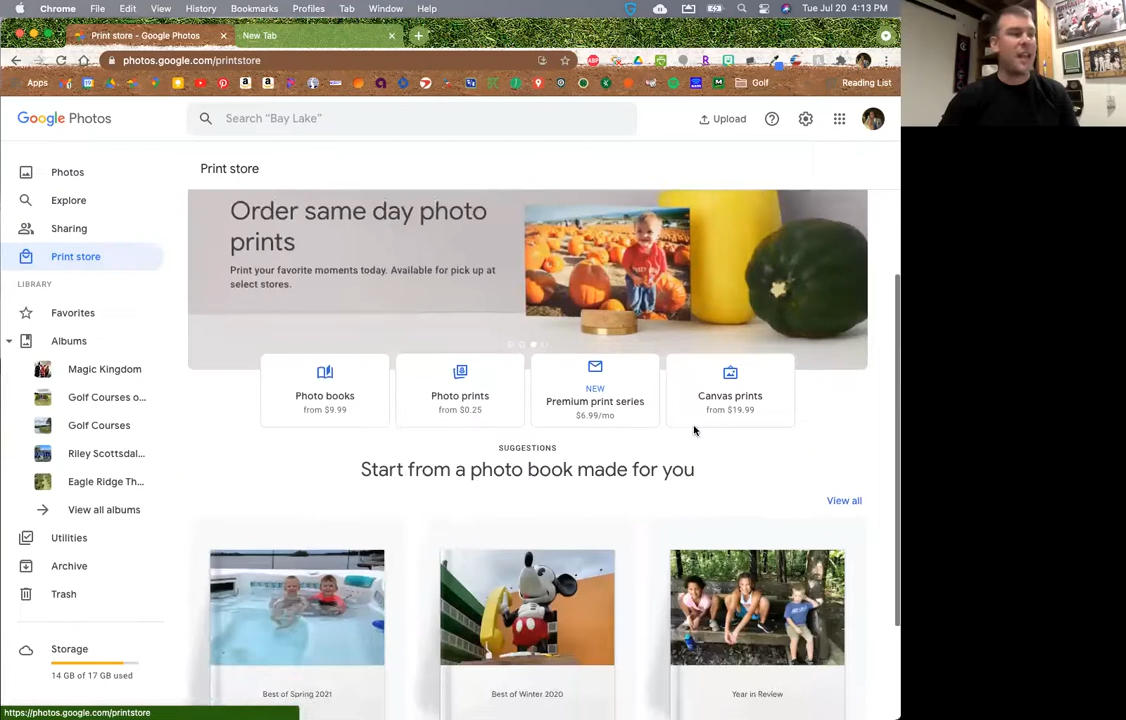 Chrome File Edit View History Bookmarks Profiles Tab Window Help Tue Jul 20 4:13 PM
Print store - Google Photos New Tab
photos.google.com/printstore
Apps Golf Reading List
Google Photos
Search “Bay Lake”
Upload
Photos
Explore
Sharing
Print store
LIBRARY
Favorites
Albums
Magic Kingdom
Golf Courses o...
Golf Courses
Riley Scottsdal...
Eagle Ridge Th...
View all albums
Utilities
Archive
Trash
Storage
14 GB of 17 GB used
https://photos.google.com/printstore
Print store
Order same day photo
prints
Print your favorite moments today. Available for pick up at
select stores.
Photo books
from $9.99
Photo prints
from $0.25
NEW
Premium print series
$6.99/mo
Canvas prints
from $19.99
SUGGESTIONS
Start from a photo book made for you
View all
Best of Spring 2021
Best of Winter 2020
Year in Review